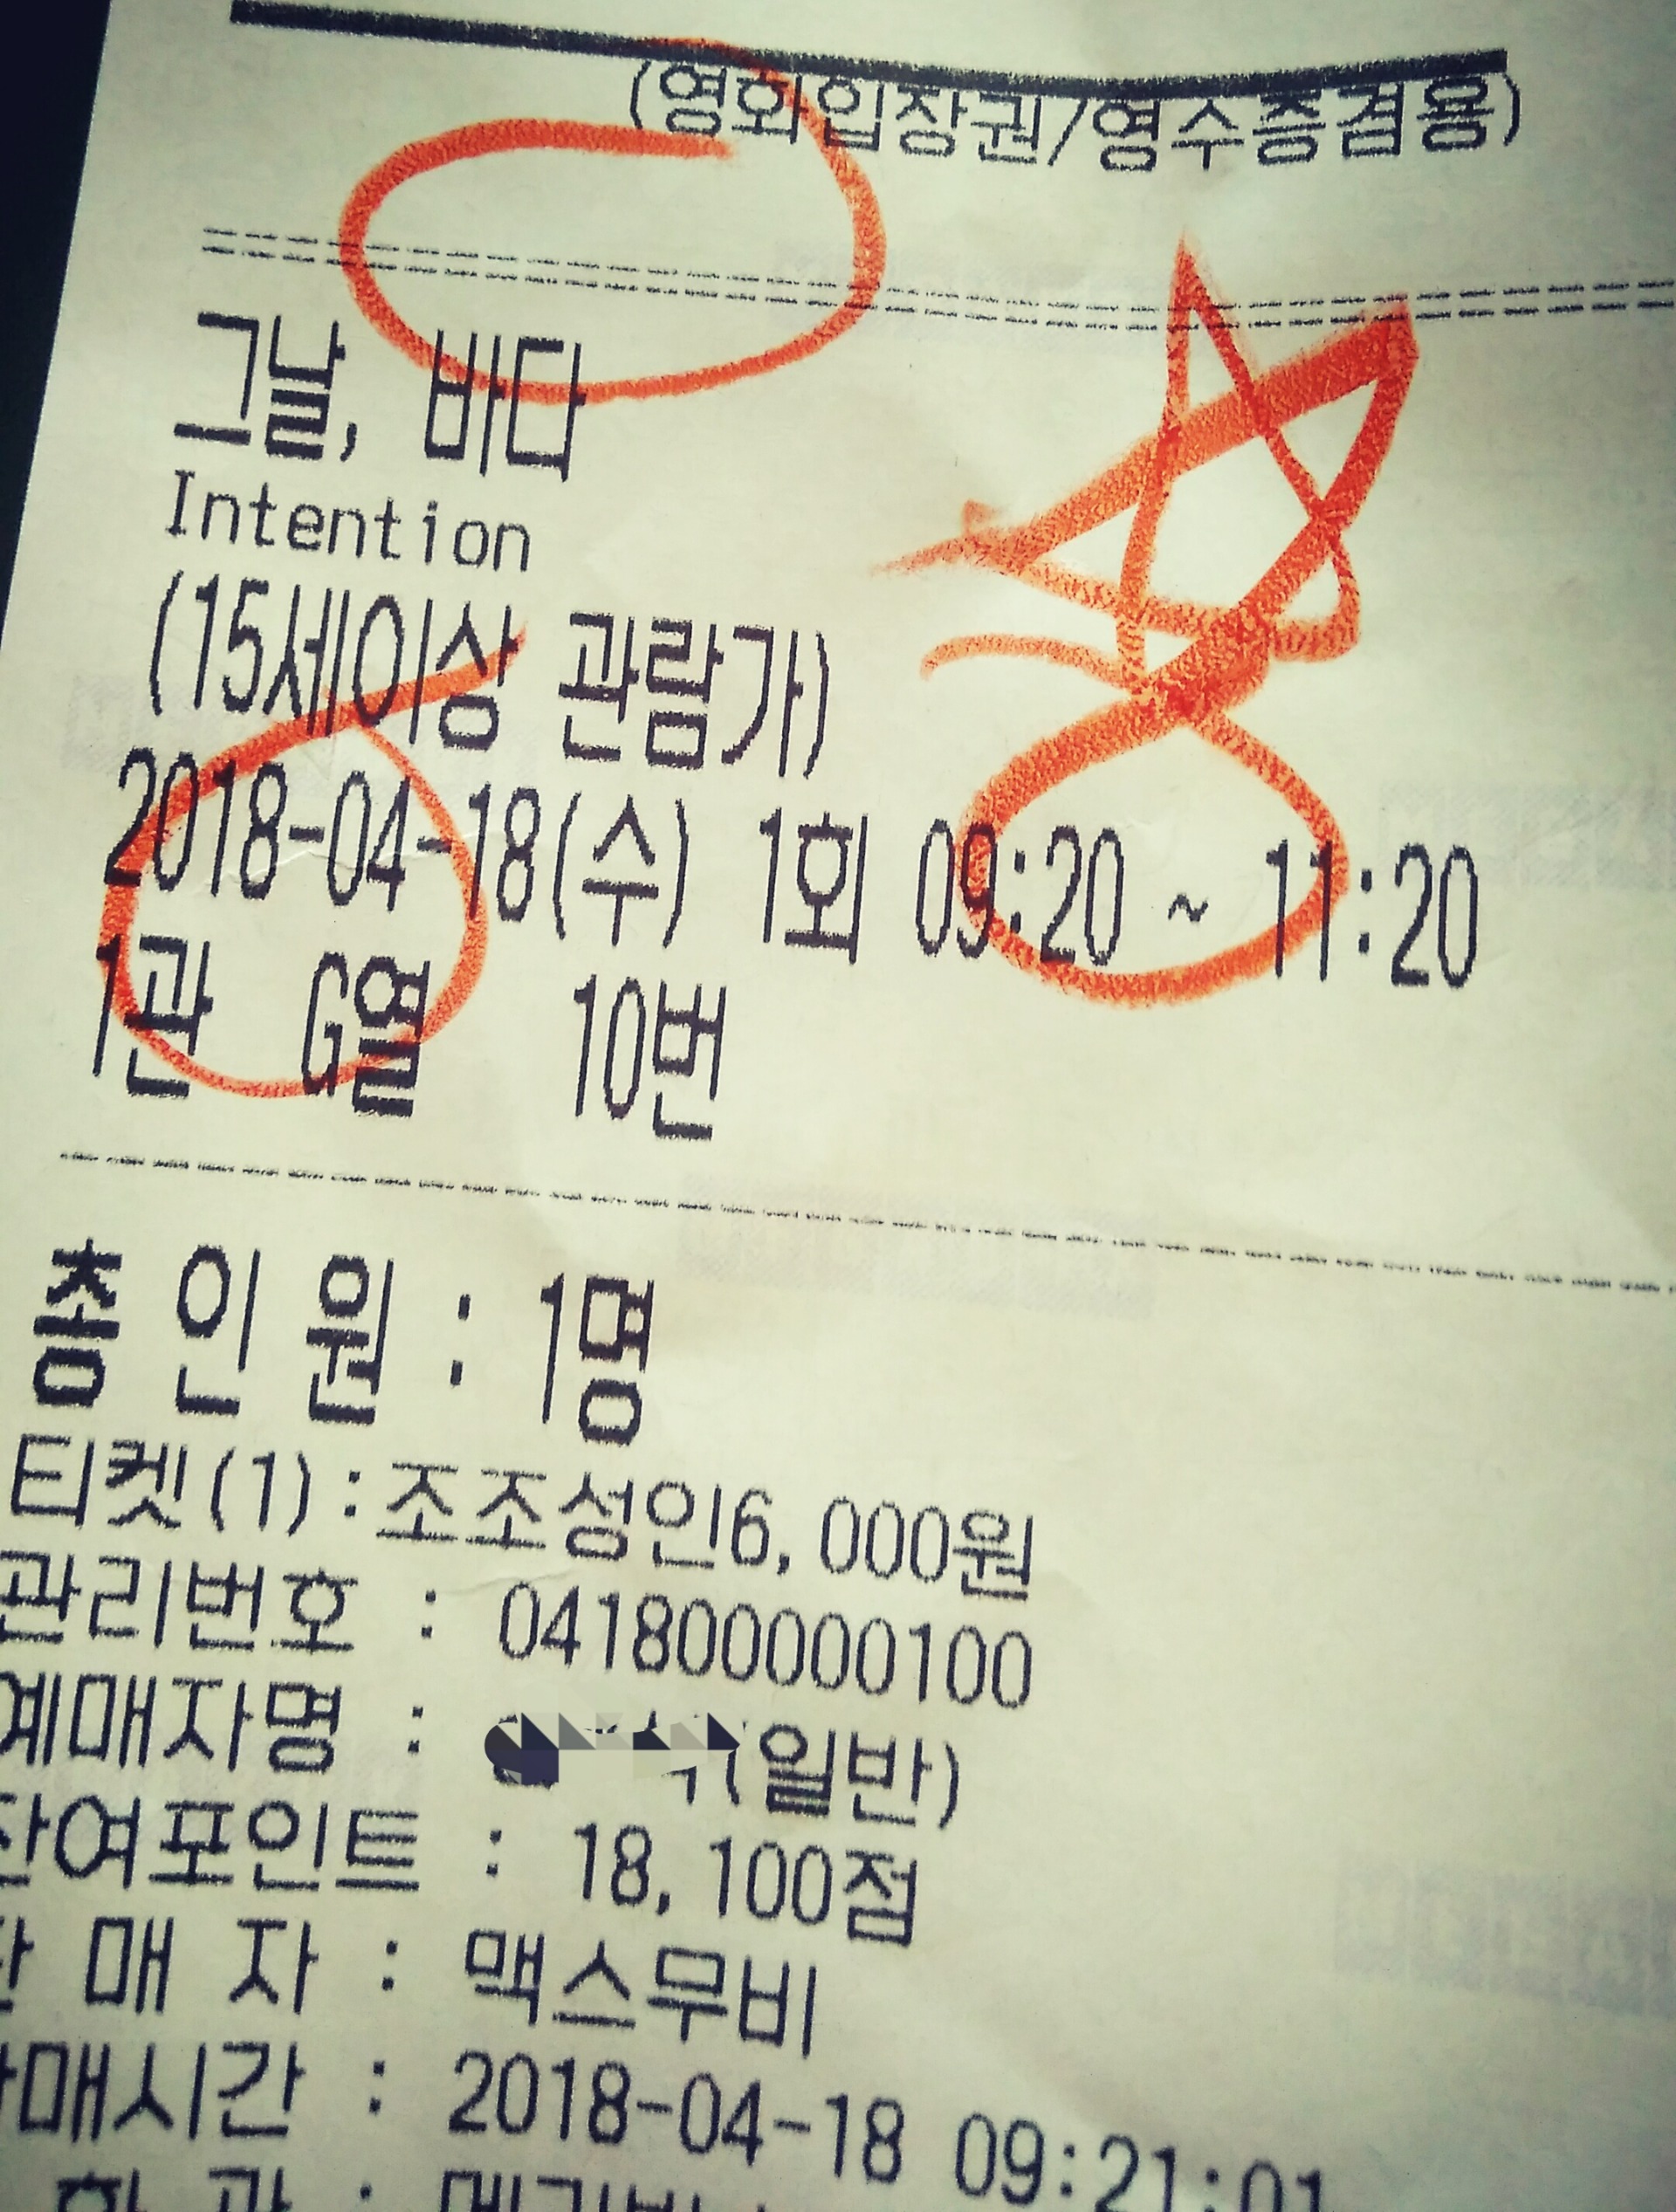 (영화입장권/영수증겸용)
그날, 바다
Intention
(15세이상 관람가)
2018-04-18(수) 1회 09:20 ~ 11:20
1관 G열 10번
총 인 원 : 1명
티켓(1):조조성인6,000원
관리번호 : 041800000100
예매자명 : (일반)
잔여포인트 : 18,100점
판 매 자 : 맥스무비
판매시간 : 2018-04-18 09:21:01